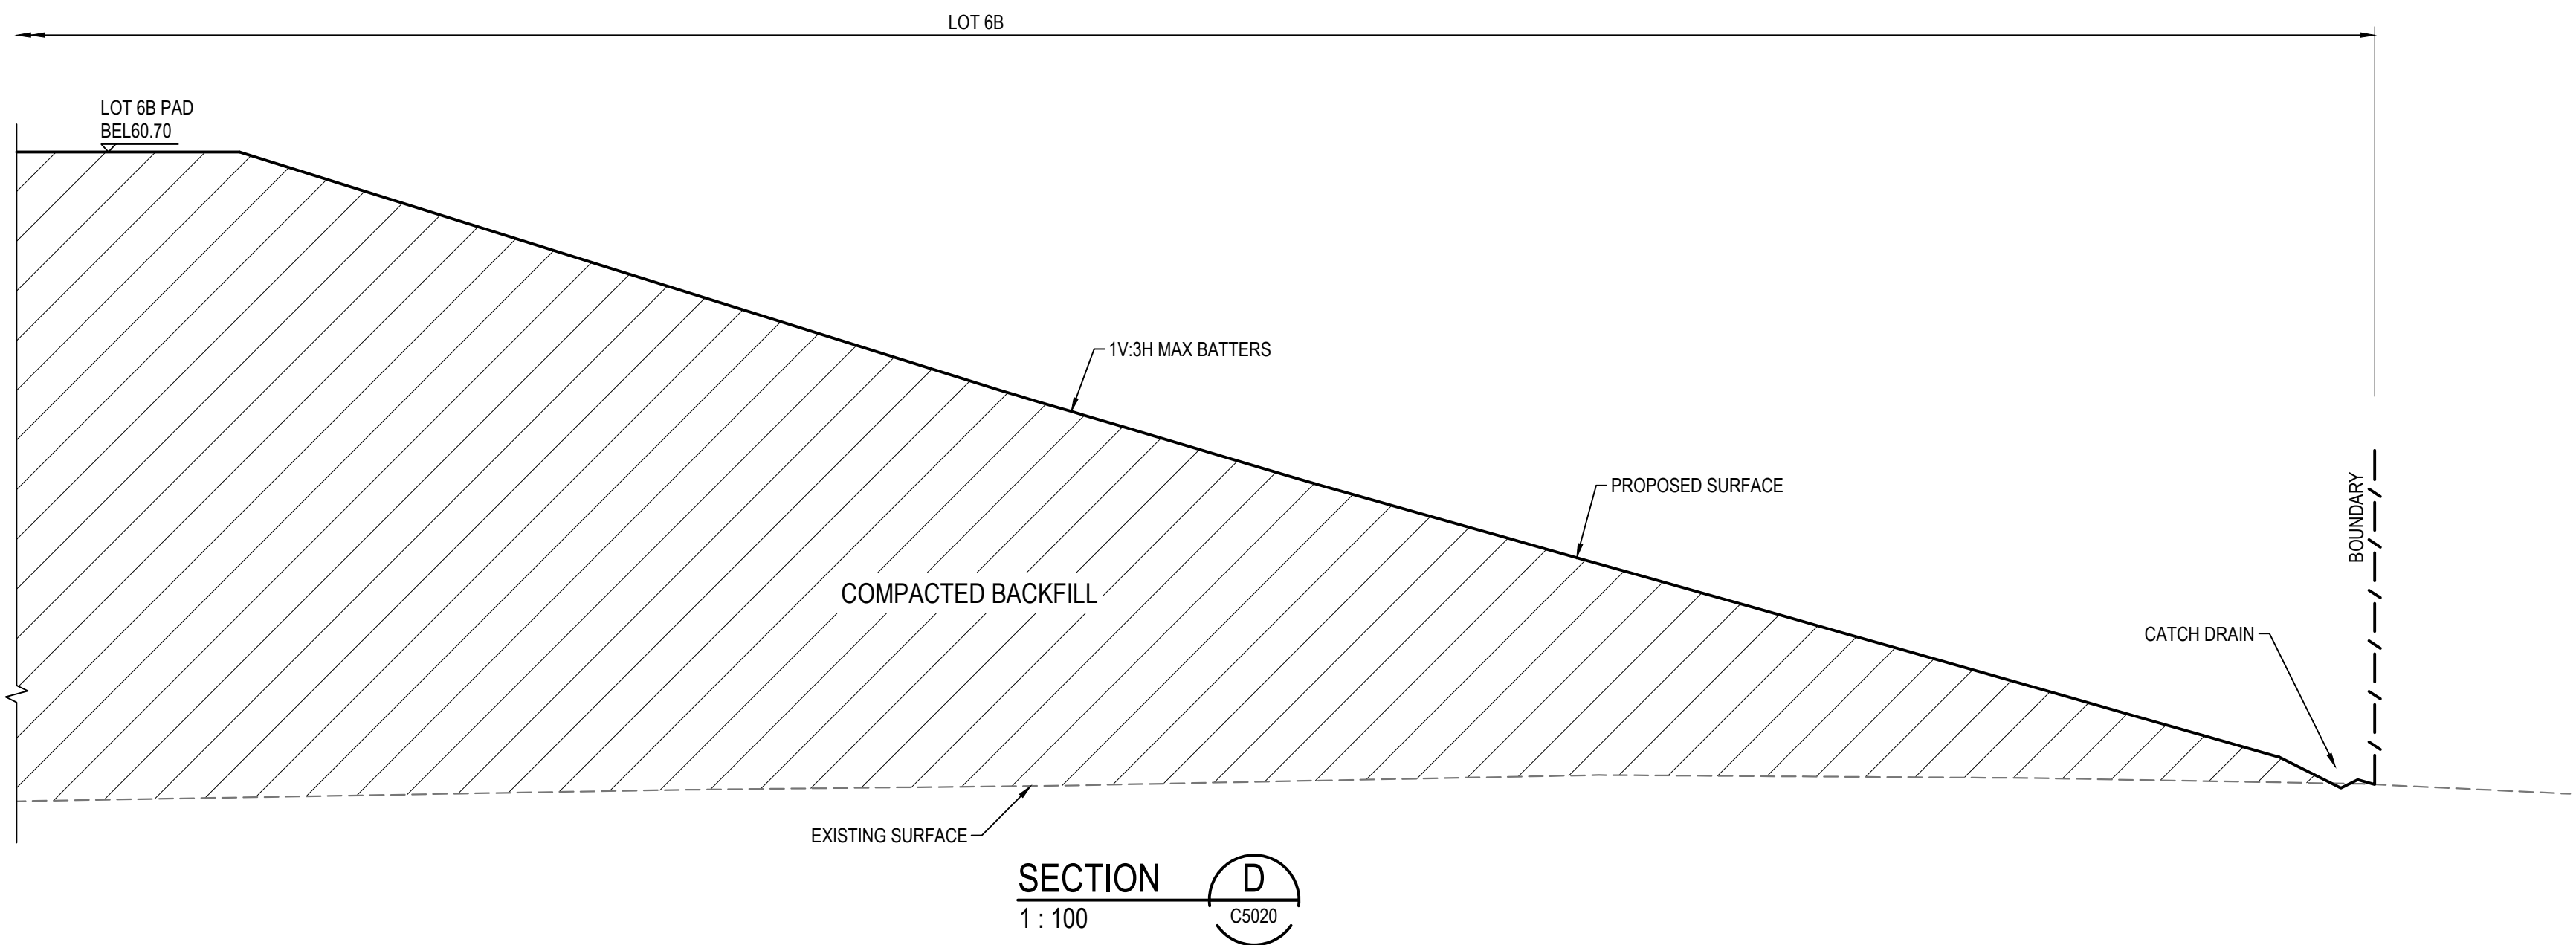 LOT 6B
LOT 6B PAD
BEL60.70
1V:3H MAX BATTERS
PROPOSED SURFACE
BOUNDARY
COMPACTED BACKFILL
CATCH DRAIN
EXISTING SURFACE
SECTION D
1 : 100 C5020